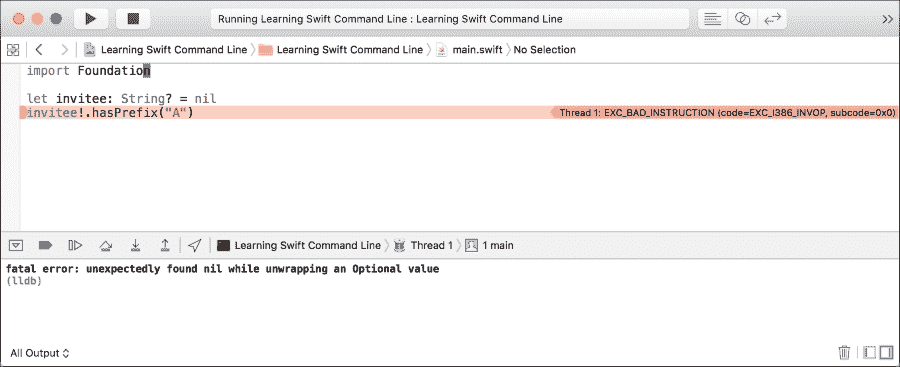 Running Learning Swift Command Line : Learning Swift Command Line
Learning Swift Command Line Learning Swift Command Line main.swift No Selection
import Foundation
let invitee: String? = nil
invitee!.hasPrefix("A") Thread 1: EXC_BAD_INSTRUCTION (code=EXC_I386_INVOP, subcode=0x0)
Learning Swift Command Line Thread 1 1 main
fatal error: unexpectedly found nil while unwrapping an Optional value
(lldb)
All Output